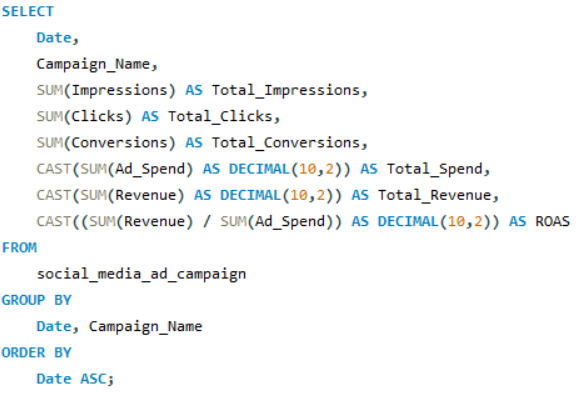 SELECT
Date,
Campaign_Name,
SUM(Impressions) AS Total_Impressions,
SUM(Clicks) AS Total_Clicks,
SUM(Conversions) AS Total_Conversions,
CAST(SUM(Ad_Spend) AS DECIMAL(10,2)) AS Total_Spend,
CAST(SUM(Revenue) AS DECIMAL(10,2)) AS Total_Revenue,
CAST((SUM(Revenue) / SUM(Ad_Spend)) AS DECIMAL(10,2)) AS ROAS
FROM
social_media_ad_campaign
GROUP BY
Date, Campaign_Name
ORDER BY
Date ASC;